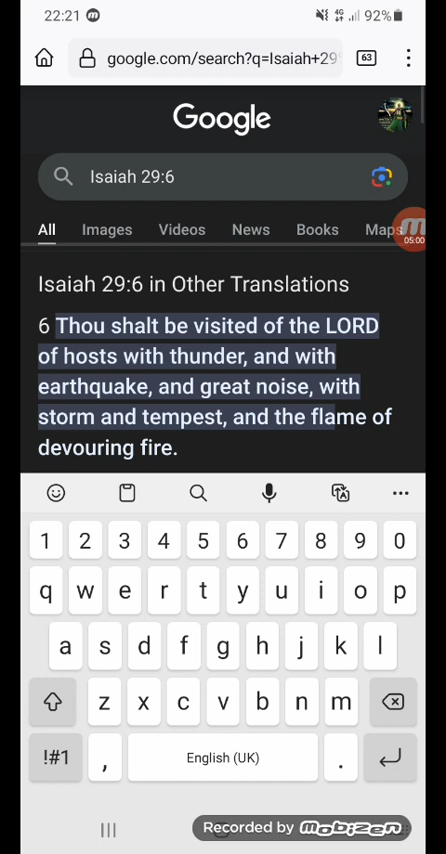 22:21 m 4G 92%
google.com/search?q=Isaiah+29 63
Google
Isaiah 29:6
All Images Videos News Books Maps
05:00
Isaiah 29:6 in Other Translations
6 Thou shalt be visited of the LORD
of hosts with thunder, and with
earthquake, and great noise, with
storm and tempest, and the flame of
devouring fire.
1 2 3 4 5 6 7 8 9 0
q w e r t y u i o p
a s d f g h j k l
z x c v b n m
!#1 , English (UK) .
Recorded by mobizen